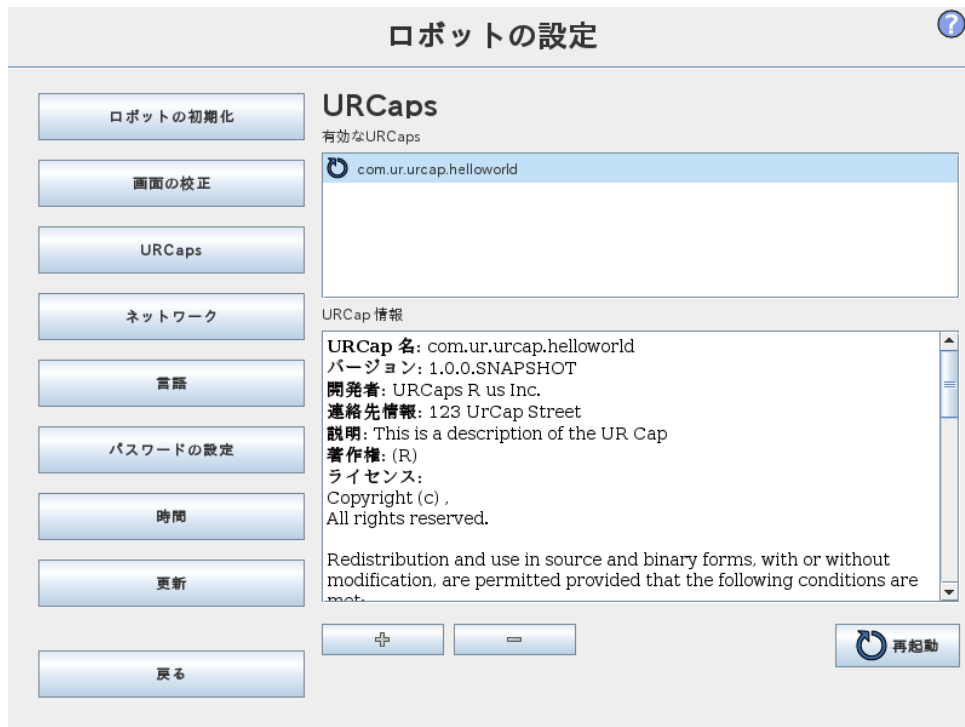 ロボットの設定
?
ロボットの初期化
画面の校正
URCaps
ネットワーク
言語
パスワードの設定
時間
更新
戻る
URCaps
有効なURCaps
com.ur.urcap.helloworld
URCap 情報
URCap 名: com.ur.urcap.helloworld
バージョン: 1.0.0.SNAPSHOT
開発者: URCaps R us Inc.
連絡先情報: 123 UrCap Street
説明: This is a description of the UR Cap
著作権: (R)
ライセンス:
Copyright (c) ,
All rights reserved.
Redistribution and use in source and binary forms, with or without
modification, are permitted provided that the following conditions are
met:
再起動